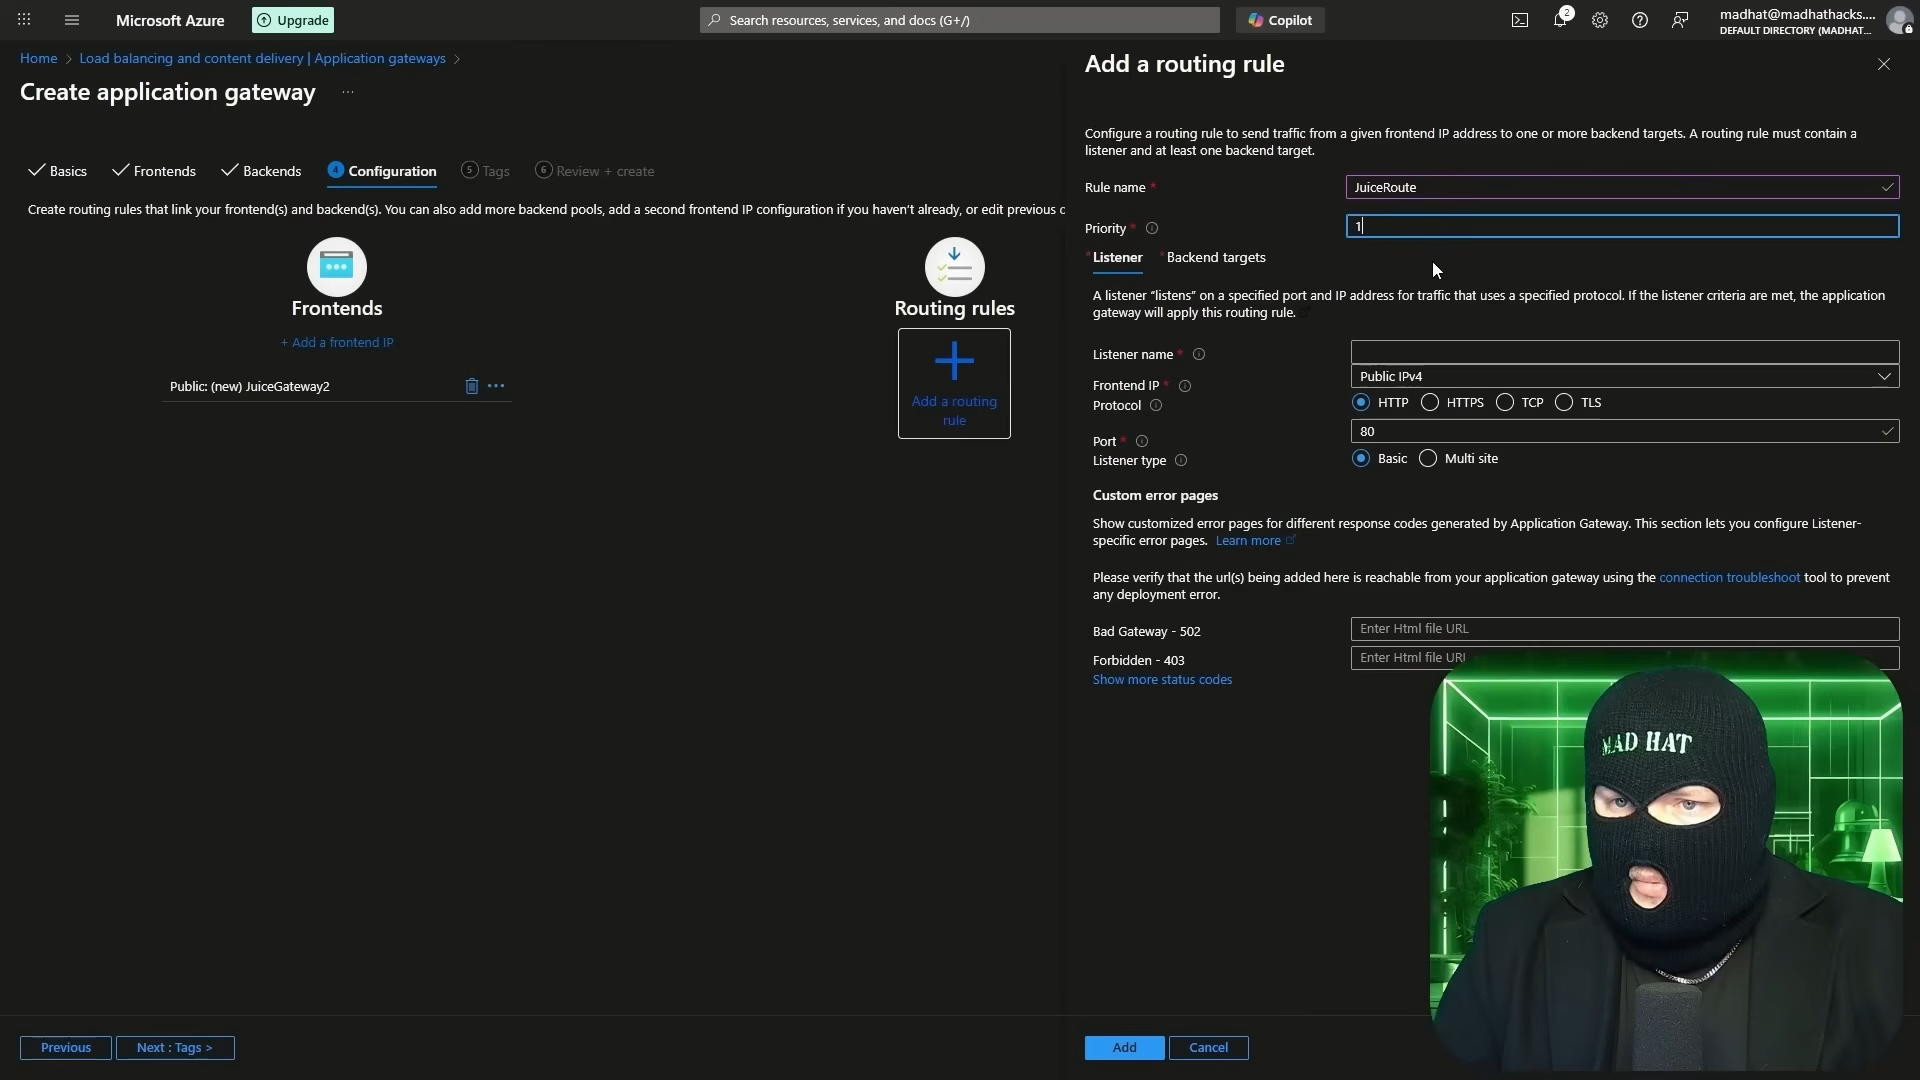 Microsoft Azure
Upgrade
Search resources, services, and docs (G+/)
Copilot
2
madhat@madhathacks....
DEFAULT DIRECTORY (MADHAT...
Home > Load balancing and content delivery | Application gateways >
Create application gateway ...
Basics
Frontends
Backends
4 Configuration
5 Tags
6 Review + create
Create routing rules that link your frontend(s) and backend(s). You can also add more backend pools, add a second frontend IP configuration if you haven't already, or edit previous
Frontends
+ Add a frontend IP
Public: (new) JuiceGateway2
Routing rules
Add a routing
rule
Previous
Next : Tags >
Add a routing rule
Configure a routing rule to send traffic from a given frontend IP address to one or more backend targets. A routing rule must contain a
listener and at least one backend target.
Rule name *
JuiceRoute
Priority *
1
* Listener
* Backend targets
A listener “listens” on a specified port and IP address for traffic that uses a specified protocol. If the listener criteria are met, the application
gateway will apply this routing rule.
Listener name *
Frontend IP *
Public IPv4
Protocol
HTTP HTTPS TCP TLS
Port *
80
Listener type
Basic Multi site
Custom error pages
Show customized error pages for different response codes generated by Application Gateway. This section lets you configure Listener-
specific error pages. Learn more
Please verify that the url(s) being added here is reachable from your application gateway using the connection troubleshoot tool to prevent
any deployment error.
Bad Gateway - 502
Enter Html file URL
Forbidden - 403
Enter Html file URL
Show more status codes
MAD HAT
Add
Cancel